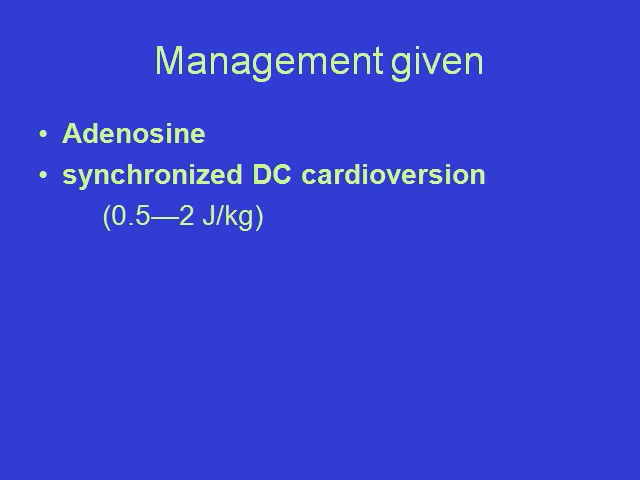 Management given
• Adenosine
• synchronized DC cardioversion
(0.5—2 J/kg)